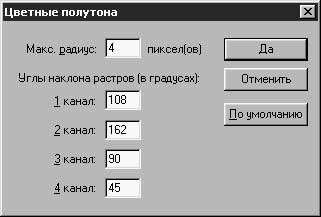 Цветные полутона
Макс. радиус: 4 пиксел(ов)
Да
Углы наклона растров (в градусах):
Отменить
1 канал: 108
По умолчанию
2 канал: 162
3 канал: 90
4 канал: 45